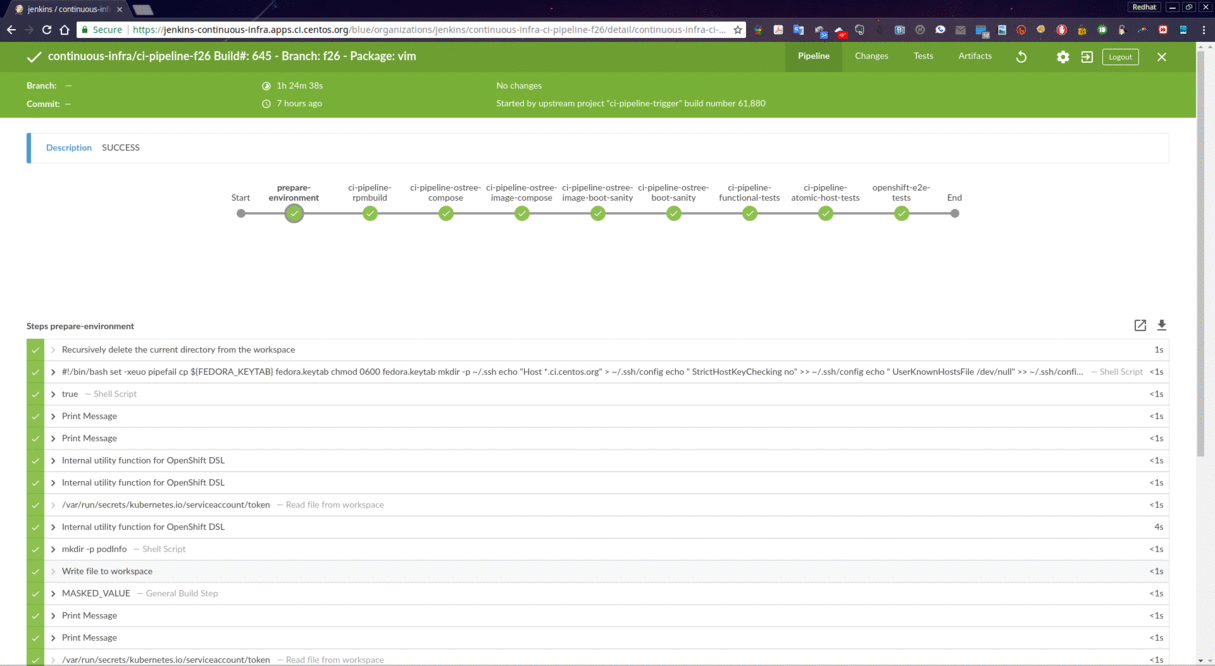 jenkins / continuous-inf
Redhat
Secure
https://jenkins-continuous-infra.apps.ci.centos.org/blue/organizations/jenkins/continuous-infra-ci-pipeline-f26/detail/continuous-infra-ci-...
continuous-infra/ci-pipeline-f26 Build#: 645 - Branch: f26 - Package: vim
Pipeline
Changes
Tests
Artifacts
Logout
Branch: —
1h 24m 38s
No changes
Commit: —
7 hours ago
Started by upstream project "ci-pipeline-trigger" build number 61,880
Description SUCCESS
Start
prepare-
environment
ci-pipeline-
rpmbuild
ci-pipeline-ostree-
compose
ci-pipeline-ostree-
image-compose
ci-pipeline-ostree-
image-boot-sanity
ci-pipeline-ostree-
boot-sanity
ci-pipeline-
functional-tests
ci-pipeline-
atomic-host-tests
openshift-e2e-
tests
End
Steps prepare-environment
Recursively delete the current directory from the workspace 1s
#!/bin/bash set -xeuo pipefail cp ${FEDORA_KEYTAB} fedora.keytab chmod 0600 fedora.keytab mkdir -p ~/.ssh echo "Host *.ci.centos.org" > ~/.ssh/config echo " StrictHostKeyChecking no" >> ~/.ssh/config echo " UserKnownHostsFile /dev/null" >> ~/.ssh/confi... — Shell Script <1s
true — Shell Script <1s
Print Message <1s
Print Message <1s
Internal utility function for OpenShift DSL <1s
Internal utility function for OpenShift DSL <1s
/var/run/secrets/kubernetes.io/serviceaccount/token — Read file from workspace <1s
Internal utility function for OpenShift DSL 4s
mkdir -p podInfo — Shell Script <1s
Write file to workspace <1s
MASKED_VALUE — General Build Step <1s
Print Message <1s
Print Message <1s
/var/run/secrets/kubernetes.io/serviceaccount/token — Read file from workspace <1s